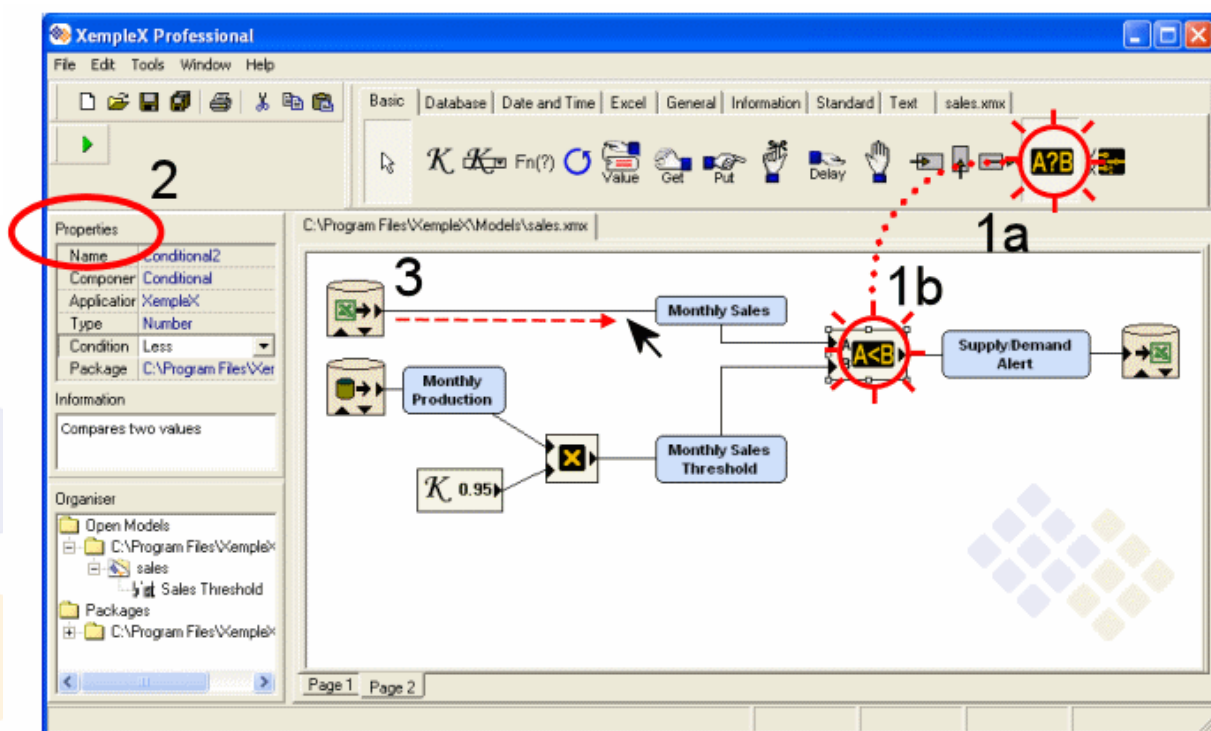 XempleX Professional
File Edit Tools Window Help
Basic Database Date and Time Excel General Information Standard Text sales.xmx
K K Fn(?) Value Get Put Delay A?B
2
1a
Properties
Name Conditional2
Componer Conditional
Applicatior XempleX
Type Number
Condition Less
Package C:\Program Files\Xer
Information
Compares two values
Organiser
Open Models
C:\Program Files\Xemplex
sales
Sales Threshold
Packages
C:\Program Files\Xemplex
C:\Program Files\XempleX\Models\sales.xmx
3
1b
Monthly Sales
A
B
A<B
Supply/Demand
Alert
Monthly
Production
X
Monthly Sales
Threshold
K 0.95
Page 1 Page 2